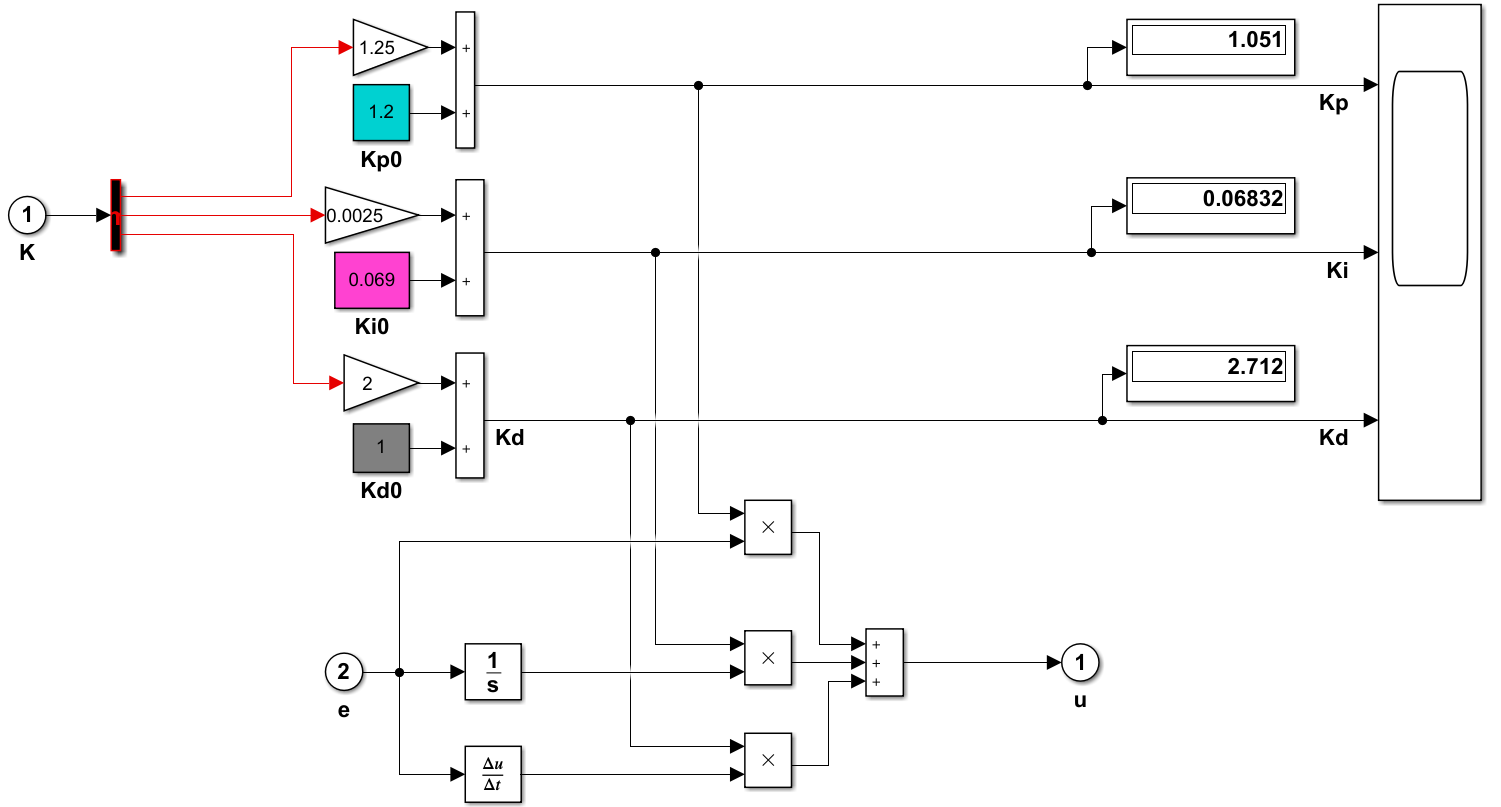 1.25
+
1.051
1.2
+
Kp
Kp0
1
K
0.0025
+
0.06832
0.069
+
Ki
Ki0
2
+
2.712
1
+
Kd
Kd
Kd0
×
2
e
1
s
×
+
+
+
1
u
Δu
Δt
×